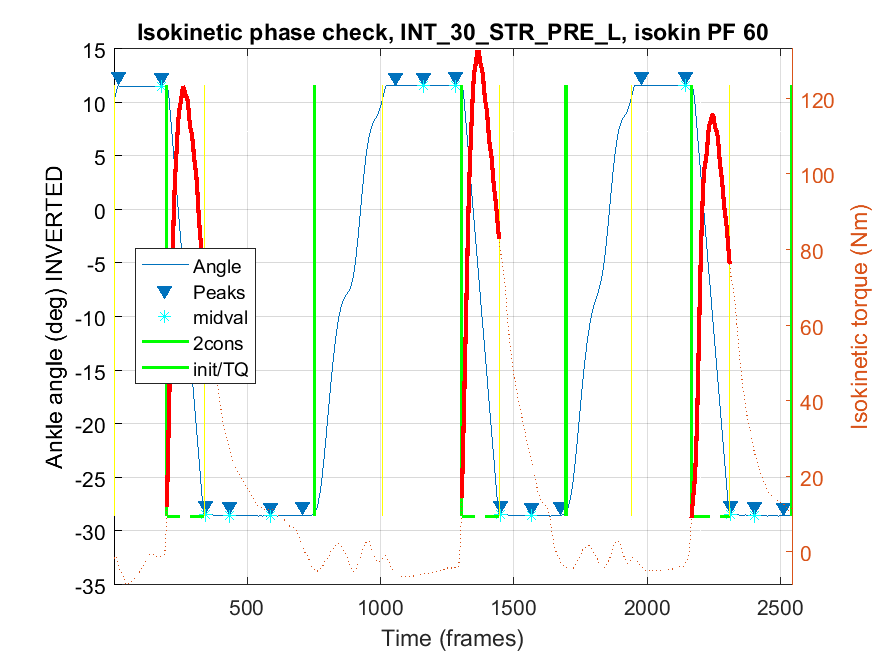 Isokinetic phase check, INT_30_STR_PRE_L, isokin PF 60
15
10
5
0
-5
-10
-15
-20
-25
-30
-35
Ankle angle (deg) INVERTED
Angle
Peaks
midval
2cons
init/TQ
120
100
80
60
40
20
0
Isokinetic torque (Nm)
500
1000
1500
2000
2500
Time (frames)